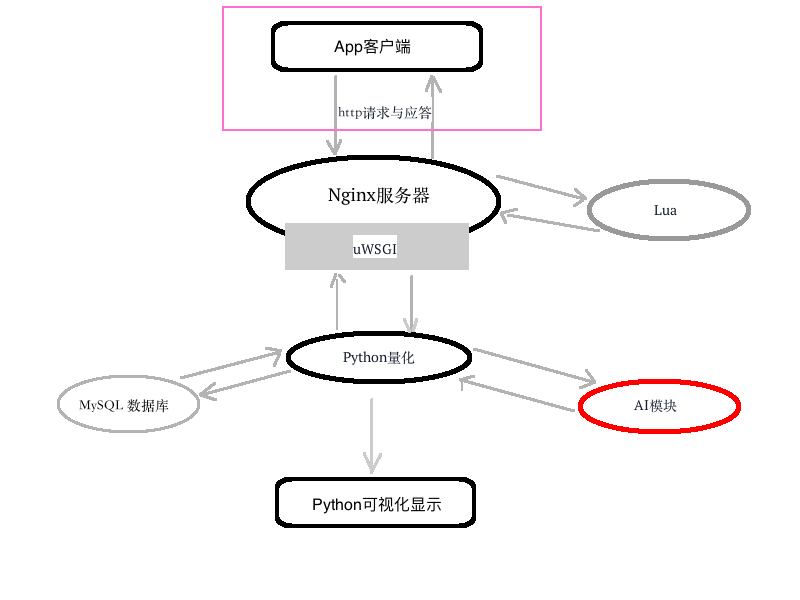 App客户端
http请求与应答
Nginx服务器
Lua
uWSGI
Python量化
MySQL 数据库
AI模块
Python可视化显示